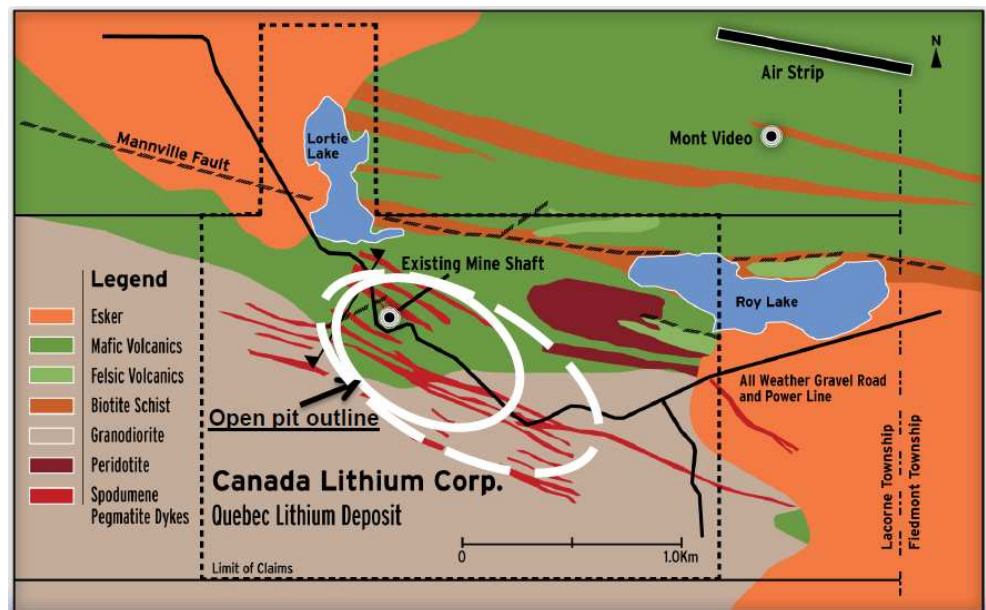 N
Air Strip
Mont Video
Lortie
Lake
Mannville Fault
Existing Mine Shaft
Roy Lake
Legend
Esker
Mafic Volcanics
Felsic Volcanics
Biotite Schist
Granodiorite
Peridotite
Spodumene
Pegmatite Dykes
Open pit outline
All Weather Gravel Road
and Power Line
Lacorne Township
Fiedmont Township
Canada Lithium Corp.
Quebec Lithium Deposit
0
1.0Km
Limit of Claims